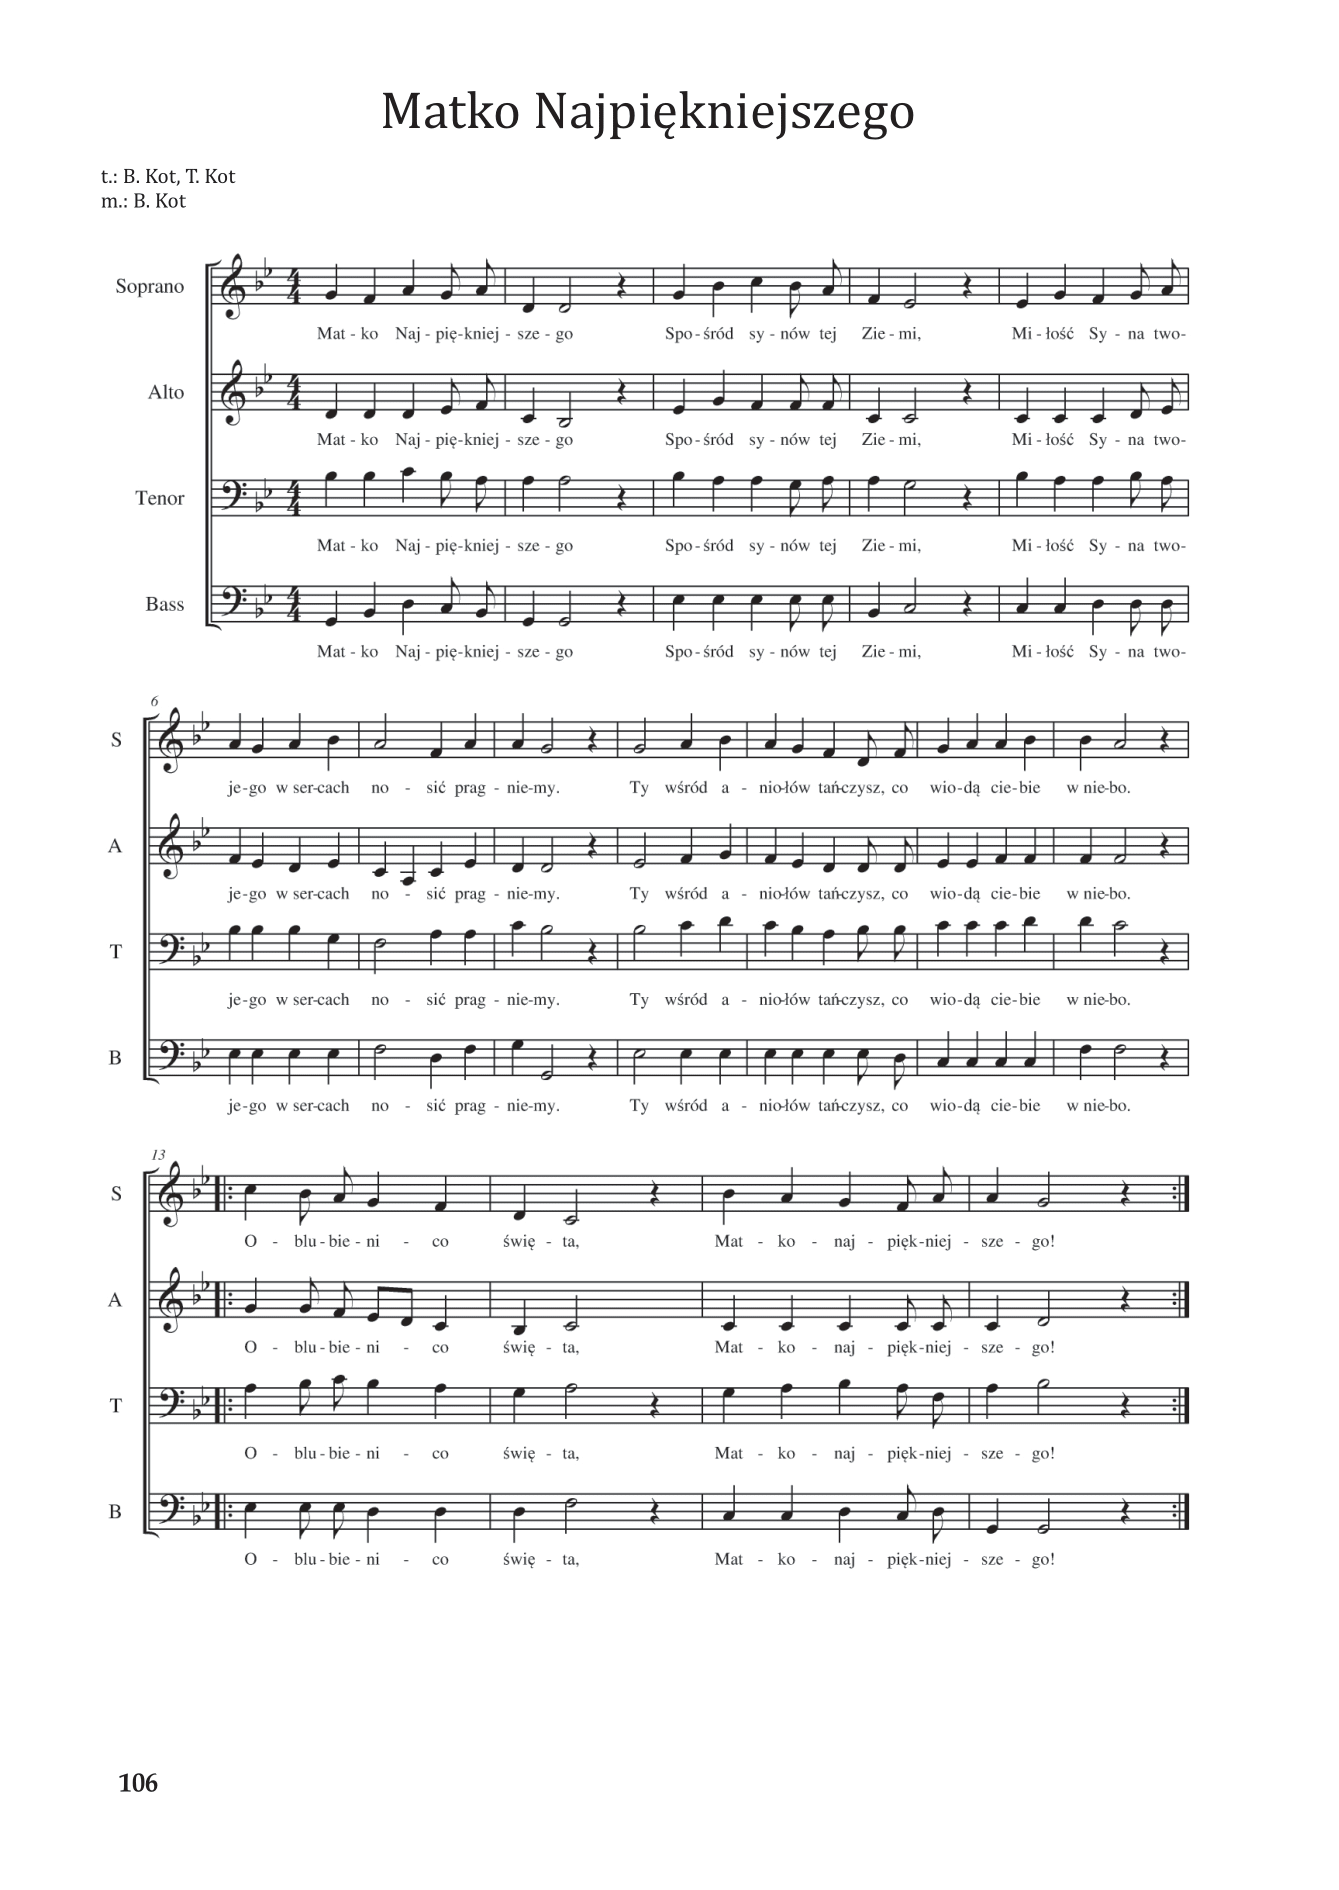 Matko Najpiękniejszego
t.: B. Kot, T. Kot
m.: B. Kot
Soprano
Mat - ko Naj - pię-kniej - sze - go Spo - śród sy - nów tej Zie - mi, Mi - łość Sy - na two-
Alto
Mat - ko Naj - pię-kniej - sze - go Spo - śród sy - nów tej Zie - mi, Mi - łość Sy - na two-
Tenor
Mat - ko Naj - pię-kniej - sze - go Spo - śród sy - nów tej Zie - mi, Mi - łość Sy - na two-
Bass
Mat - ko Naj - pię-kniej - sze - go Spo - śród sy - nów tej Zie - mi, Mi - łość Sy - na two-
6
S
je-go w ser-cach no - sić prag - nie-my. Ty wśród a - nio-łów tań-czysz, co wio-dą cie-bie w nie-bo.
A
je-go w ser-cach no - sić prag - nie-my. Ty wśród a - nio-łów tań-czysz, co wio-dą cie-bie w nie-bo.
T
je-go w ser-cach no - sić prag - nie-my. Ty wśród a - nio-łów tań-czysz, co wio-dą cie-bie w nie-bo.
B
je-go w ser-cach no - sić prag - nie-my. Ty wśród a - nio-łów tań-czysz, co wio-dą cie-bie w nie-bo.
13
S
O - blu - bie - ni - co świę - ta, Mat - ko - naj - pięk-niej - sze - go!
A
O - blu - bie - ni - co świę - ta, Mat - ko - naj - pięk-niej - sze - go!
T
O - blu - bie - ni - co świę - ta, Mat - ko - naj - pięk-niej - sze - go!
B
O - blu - bie - ni - co świę - ta, Mat - ko - naj - pięk-niej - sze - go!
106